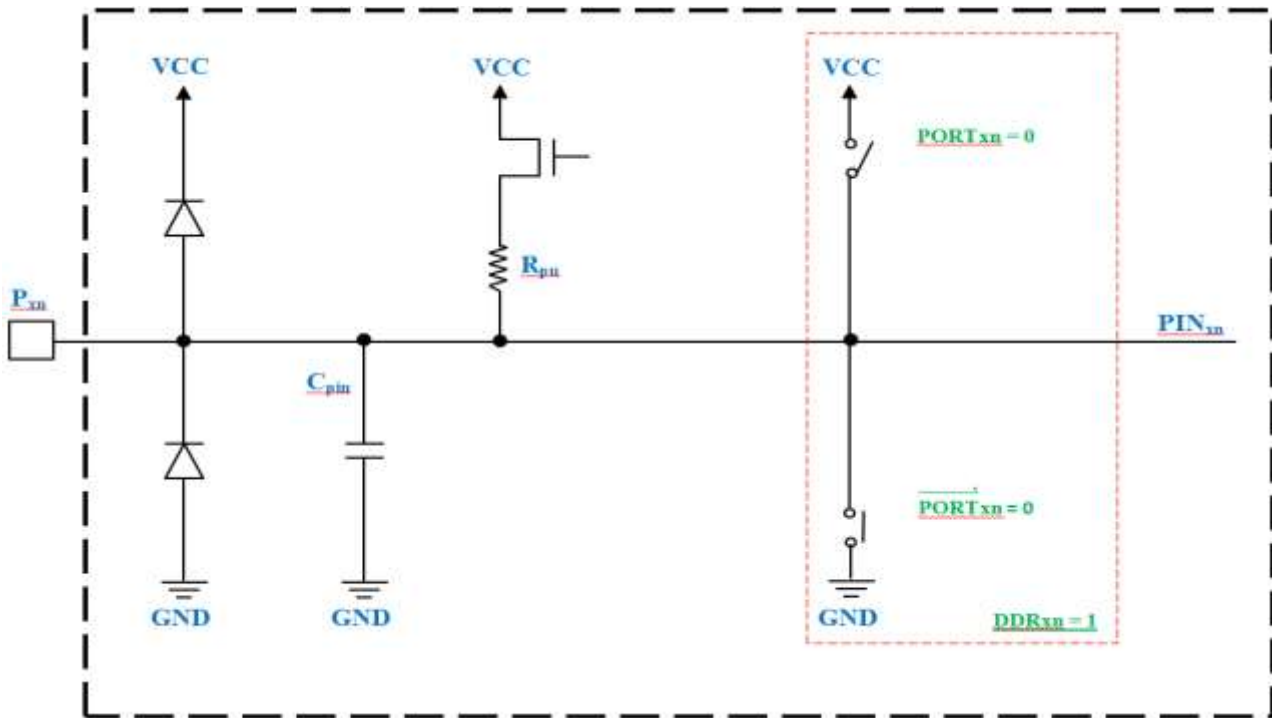 VCC
VCC
VCC
PORTxn = 0
Rpu
Pxn
PINxn
Cpin
PORTxn = 0
GND
GND
GND
DDRxn = 1